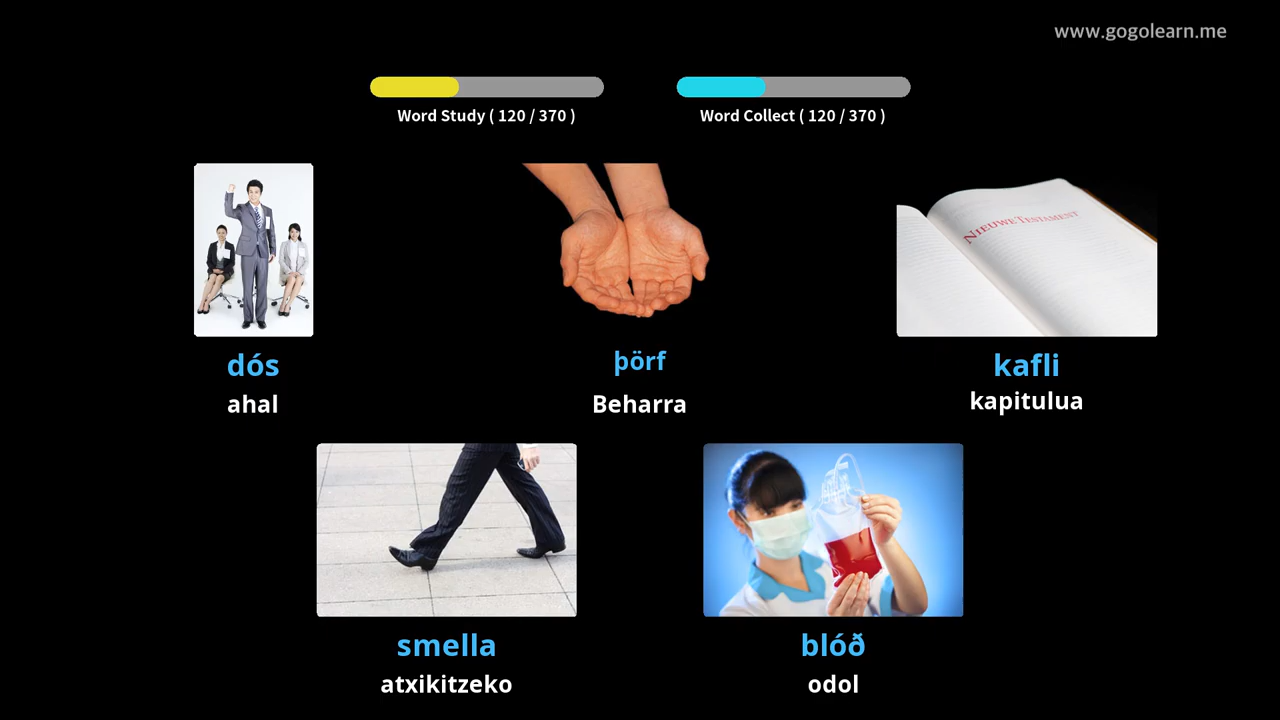 www.gogolearn.me
Word Study ( 120 / 370 )
Word Collect ( 120 / 370 )
NIEUWE TESTAMENT
dós
ahal
þörf
Beharra
kafli
kapitulua
smella
atxikitzeko
blóð
odol